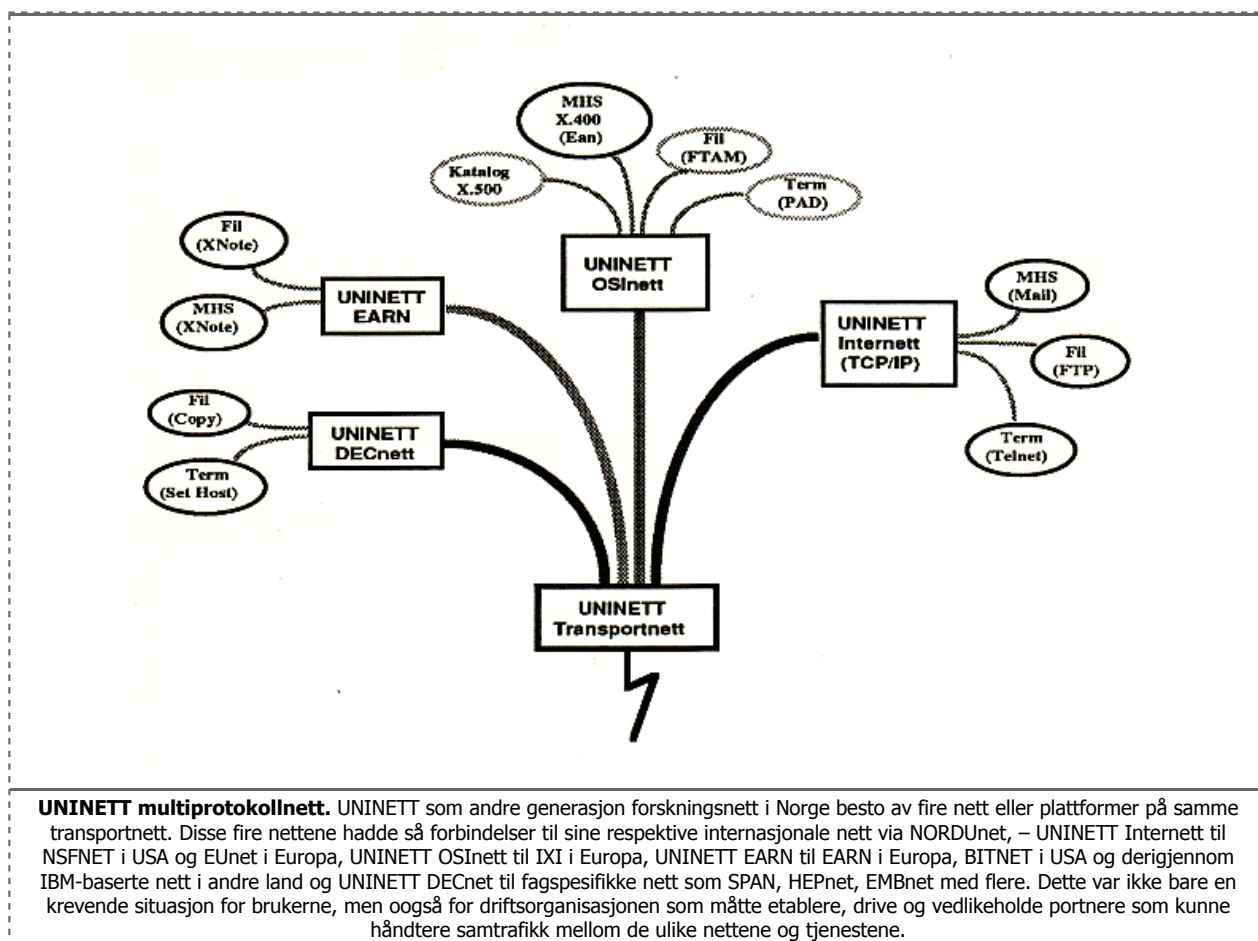 MHS
X.400
(Ean)
Fil
(FTAM)
Katalog
X.500
Term
(PAD)
Fil
(XNote)
UNINETT
OSInett
MHS
(Mail)
UNINETT
EARN
MHS
(XNote)
UNINETT
Internett
(TCP/IP)
Fil
(FTP)
Fil
(Copy)
UNINETT
DECnett
Term
(Telnet)
Term
(Set Host)
UNINETT
Transportnett
UNINETT multiprotokollnett. UNINETT som andre generasjon forskningsnett i Norge besto av fire nett eller plattformer på samme
transportnett. Disse fire nettene hadde så forbindelser til sine respektive internasjonale nett via NORDUnet, – UNINETT Internett til
NSFNET i USA og EUnet i Europa, UNINETT OSInett til IXI i Europa, UNINETT EARN til EARN i Europa, BITNET i USA og derigjennom
IBM-baserte nett i andre land og UNINETT DECnet til fagspesifikke nett som SPAN, HEPnet, EMBnet med flere. Dette var ikke bare en
krevende situasjon for brukerne, men oogså for driftsorganisasjonen som måtte etablere, drive og vedlikeholde portnere som kunne
håndtere samtrafikk mellom de ulike nettene og tjenestene.